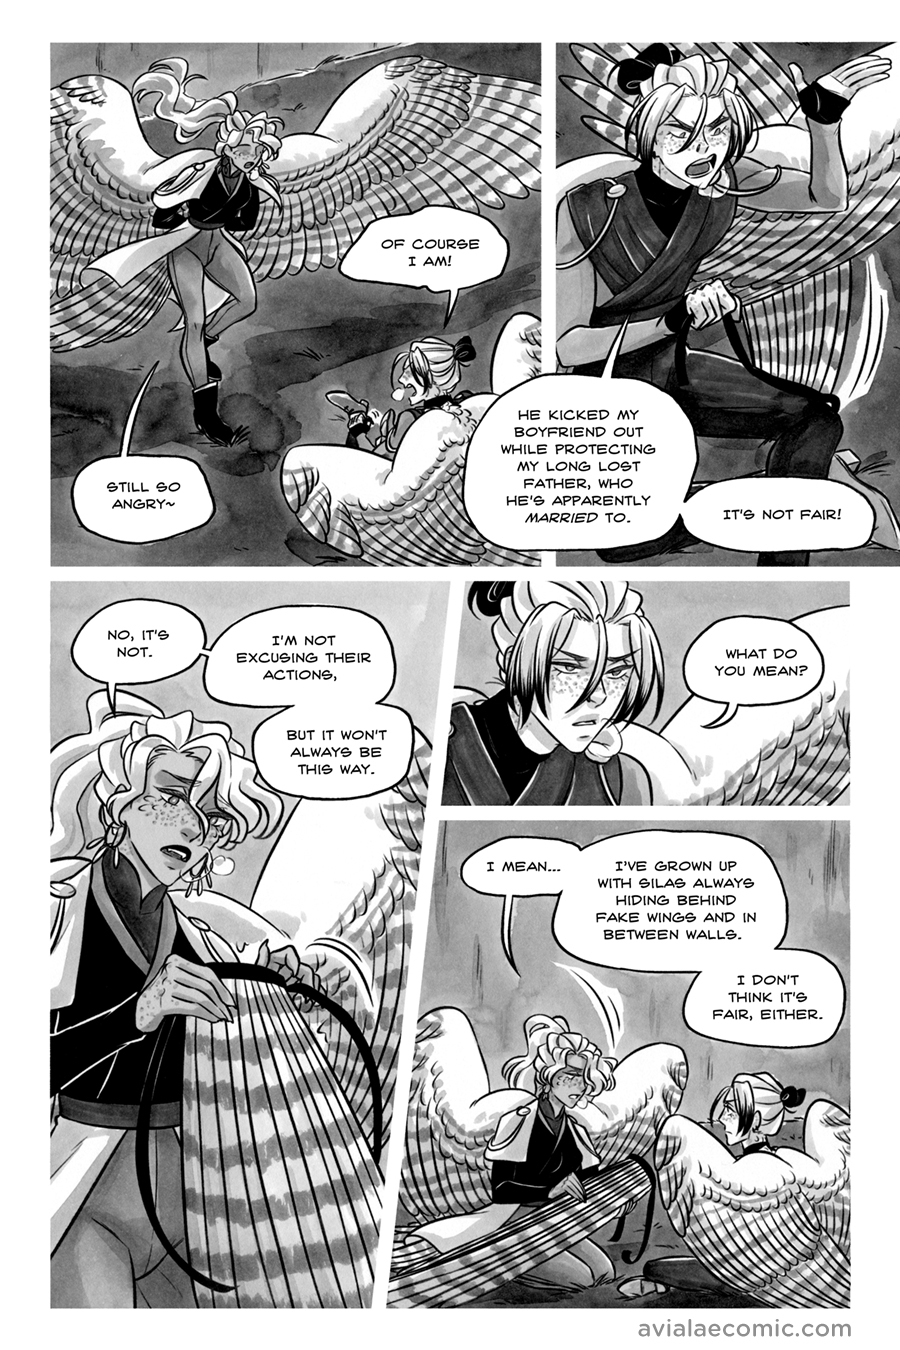 OF COURSE
I AM!
STILL SO
ANGRY~
HE KICKED MY
BOYFRIEND OUT
WHILE PROTECTING
MY LONG LOST
FATHER, WHO
HE'S APPARENTLY
MARRIED TO.
IT'S NOT FAIR!
NO, IT'S
NOT.
I'M NOT
EXCUSING THEIR
ACTIONS,
BUT IT WON'T
ALWAYS BE
THIS WAY.
WHAT DO
YOU MEAN?
I MEAN...
I'VE GROWN UP
WITH SILAS ALWAYS
HIDING BEHIND
FAKE WINGS AND IN
BETWEEN WALLS.
I DON'T
THINK IT'S
FAIR, EITHER.
avialaecomic.com